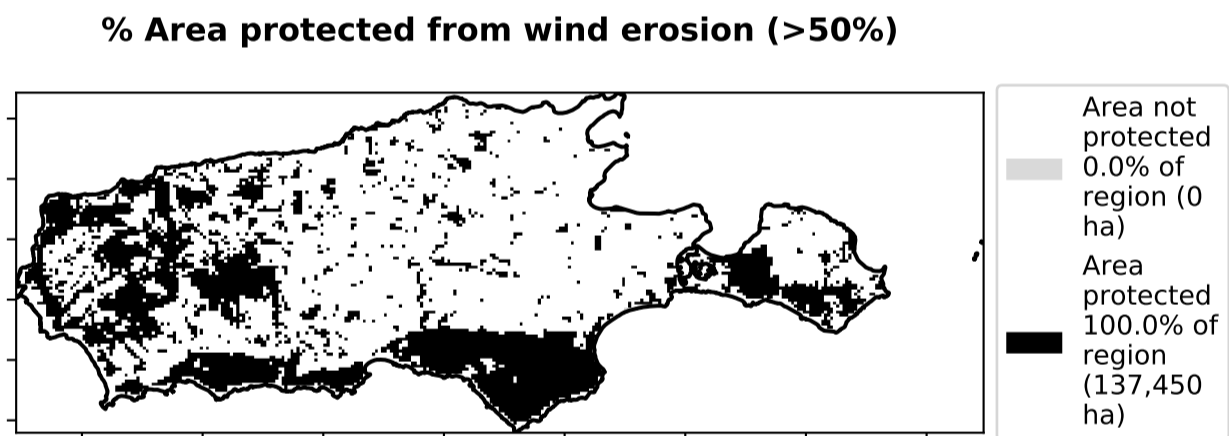 % Area protected from wind erosion (>50%)
Area not
protected
0.0% of
region (0
ha)
Area
protected
100.0% of
region
(137,450
ha)